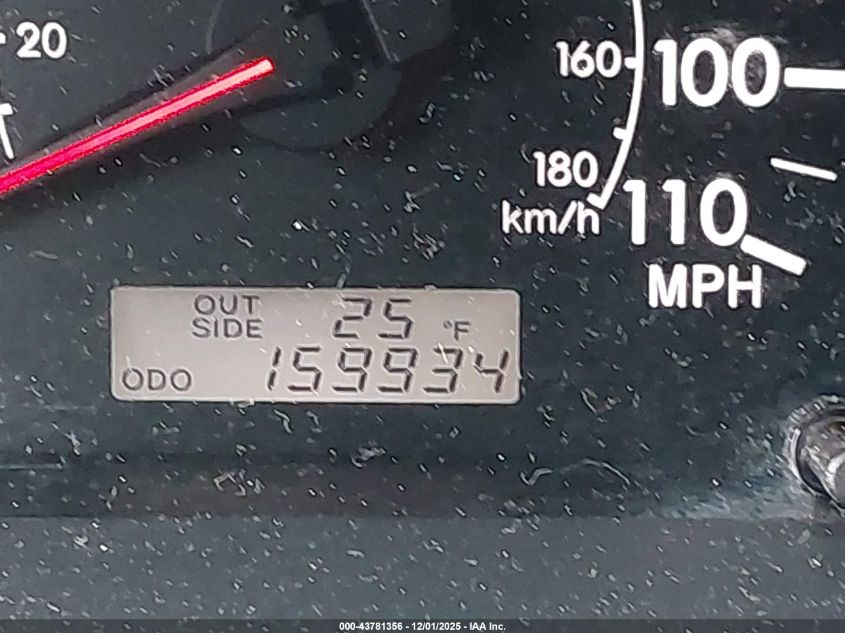 20
160
100
180
110
km/h
MPH
OUT SIDE 25 °F
ODO 159934
000-43781356 - 12/01/2025 - IAA Inc.